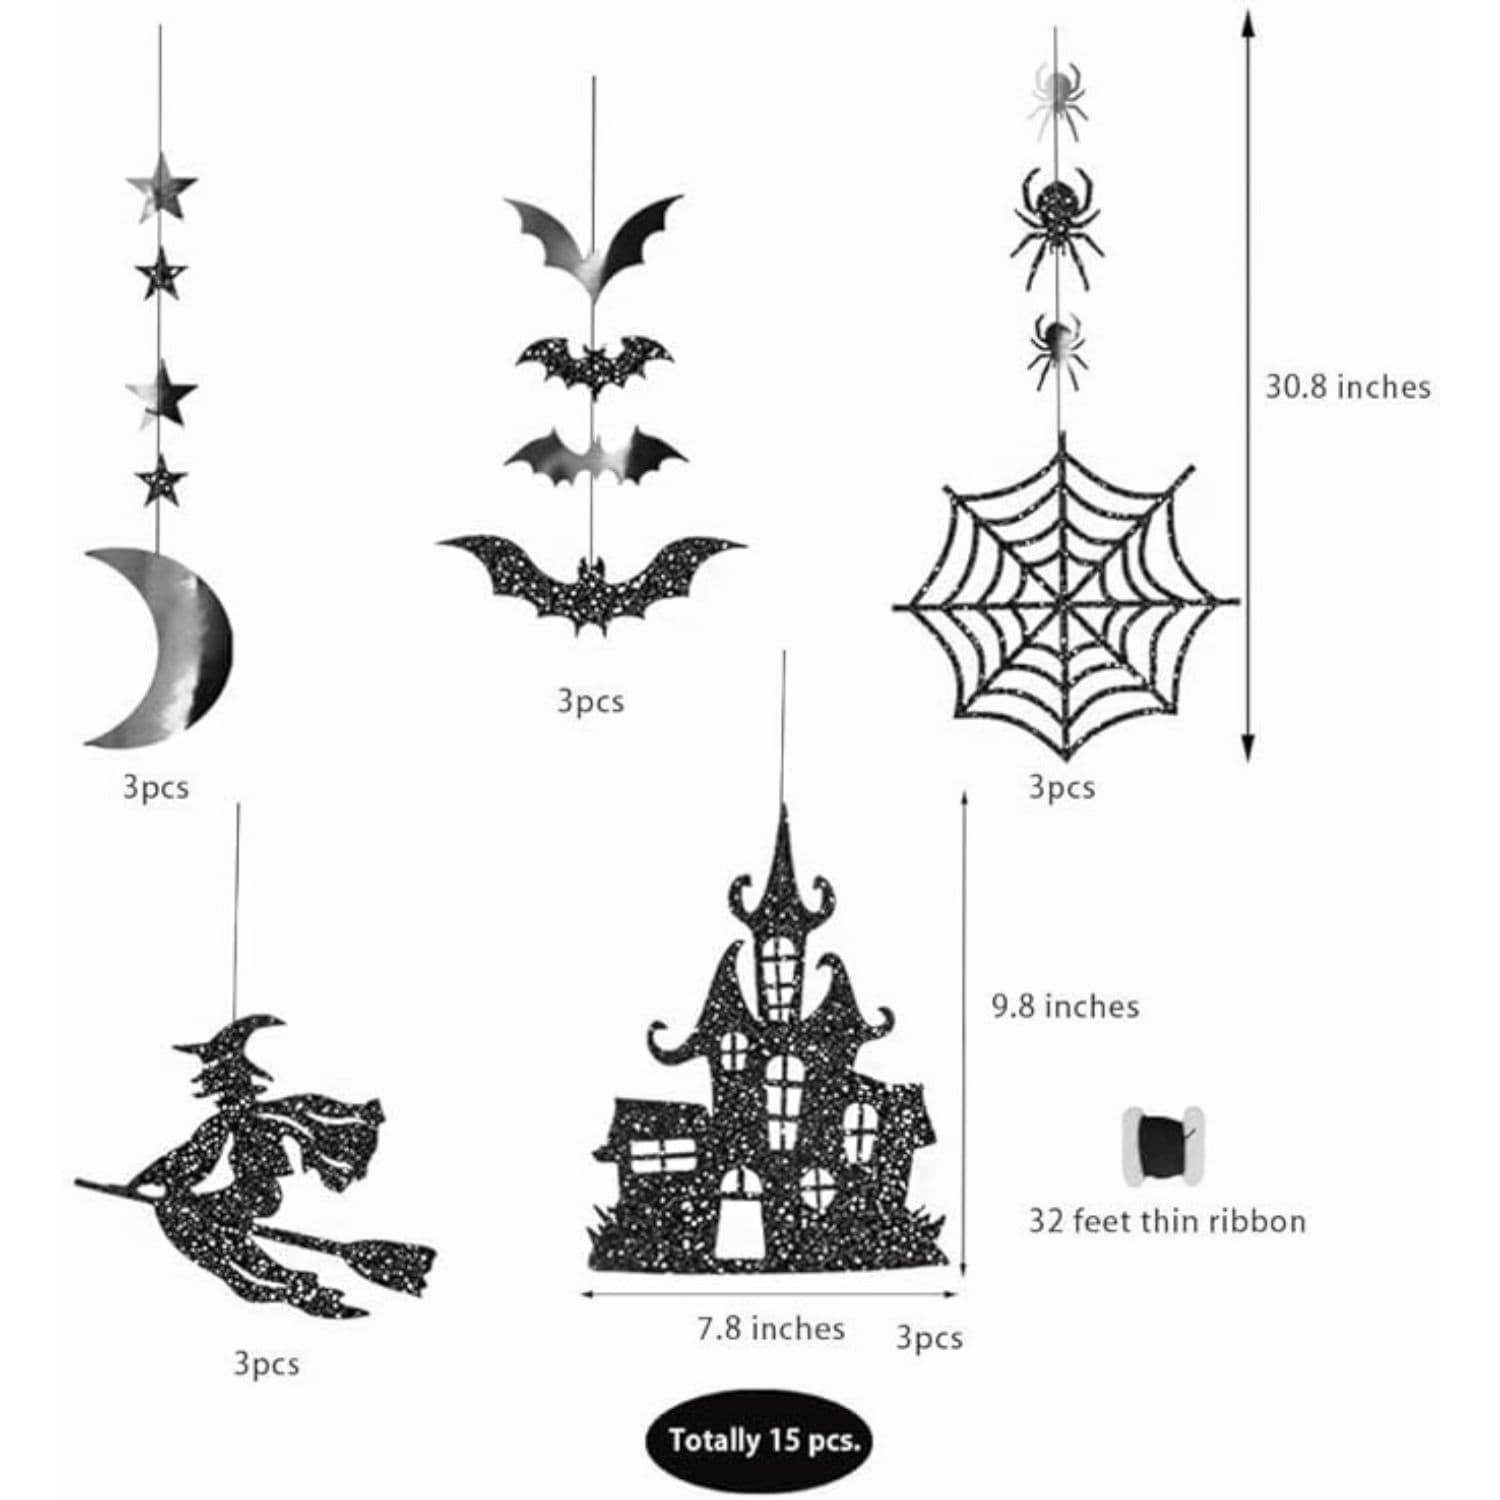 30.8 inches
3pcs
3pcs
3pcs
9.8 inches
32 feet thin ribbon
7.8 inches
3pcs
3pcs
Totally 15 pcs.